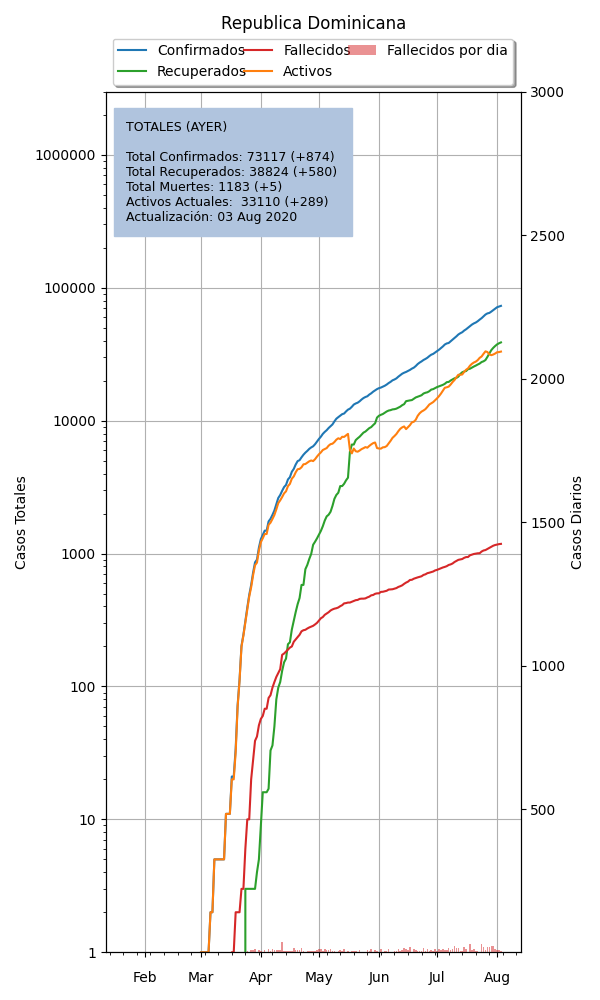 Republica Dominicana
Confirmados Fallecidos Fallecidos por dia
Recuperados Activos
TOTALES (AYER)
Total Confirmados: 73117 (+874)
Total Recuperados: 38824 (+580)
Total Muertes: 1183 (+5)
Activos Actuales:  33110 (+289)
Actualización: 03 Aug 2020
Casos Totales
1000000
100000
10000
1000
100
10
1
3000
2500
2000
1500
1000
500
Casos Diarios
Feb Mar Apr May Jun Jul Aug